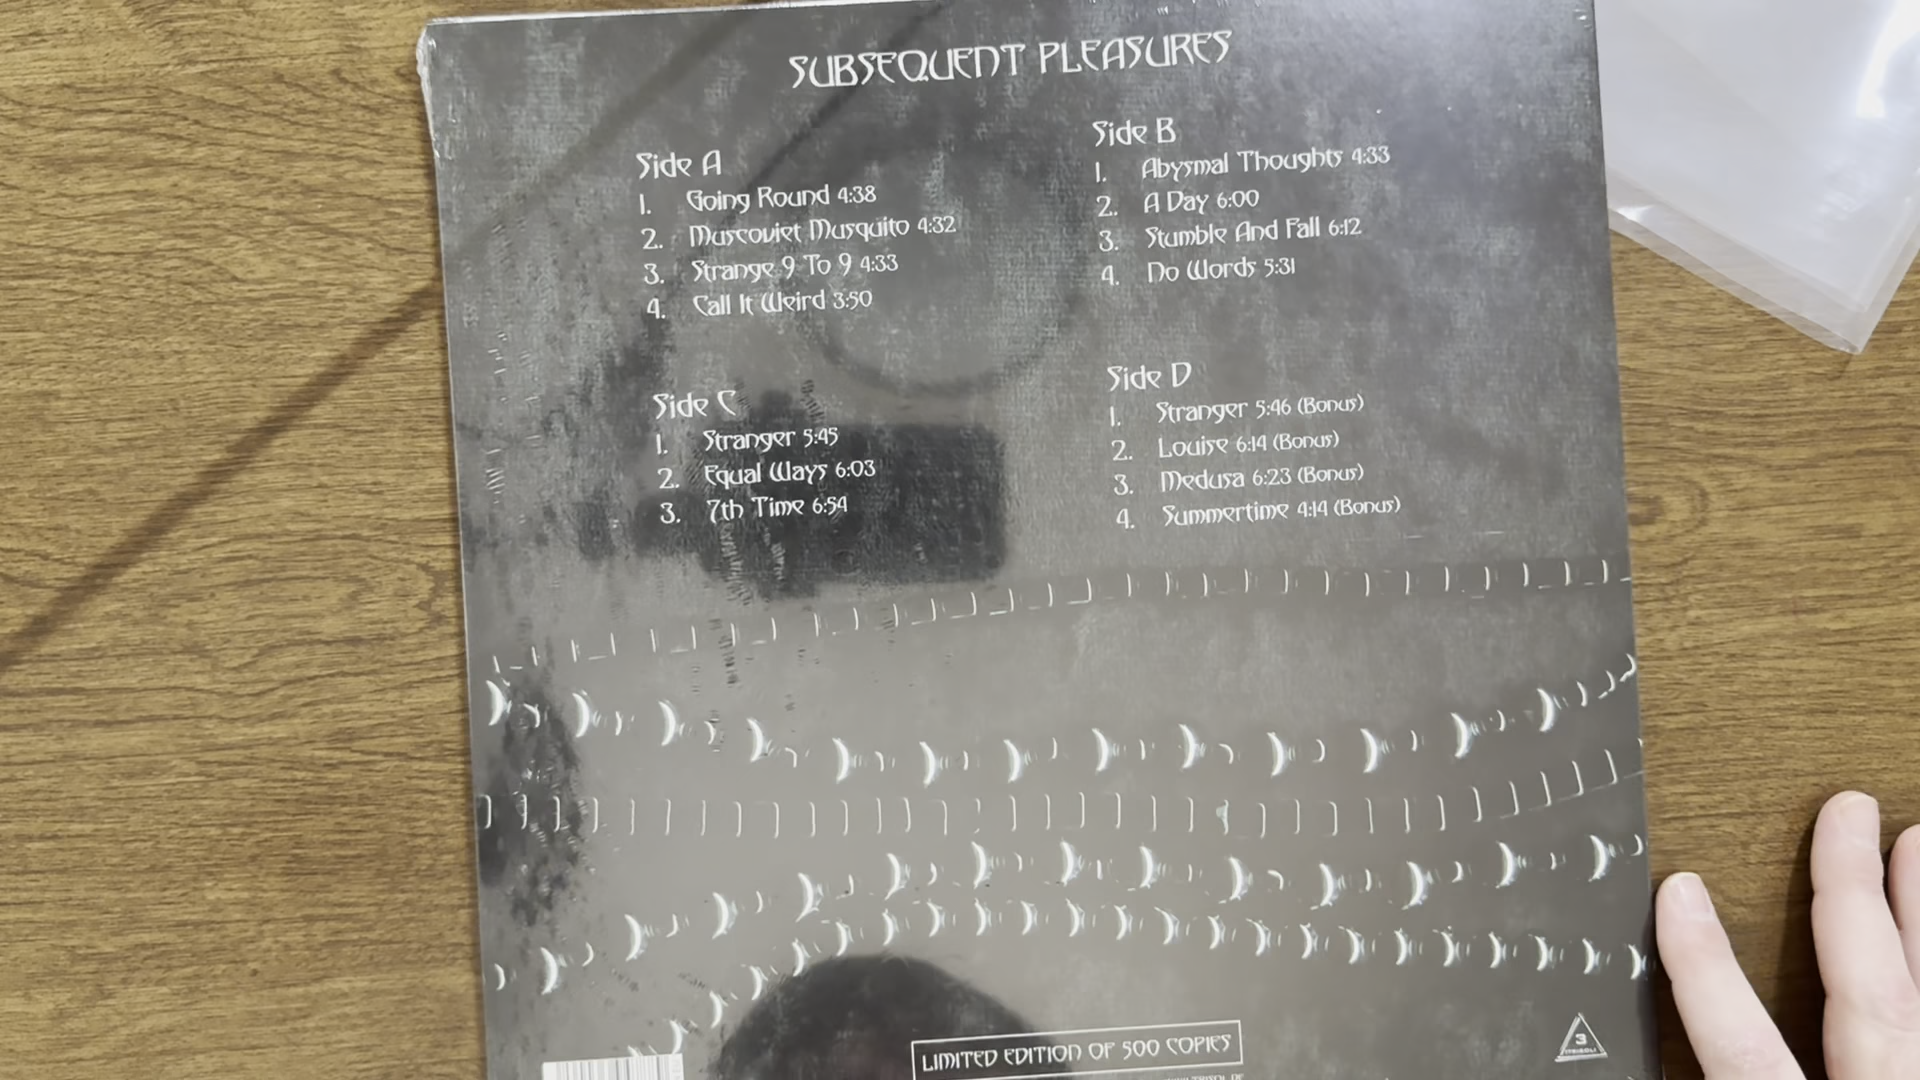 SUBSEQUENT PLEASURES
Side A
1. Going Round 4:38
2. Muscoviet Musquito 4:32
3. Strange 9 To 9 4:33
4. Call It Weird 3:50
Side B
1. Abysmal Thoughts 4:33
2. A Day 6:00
3. Stumble And Fall 6:12
4. No Words 5:31
Side C
1. Stranger 5:45
2. Equal Ways 6:03
3. 7th Time 6:54
Side D
1. Stranger 5:46 (Bonus)
2. Louise 6:14 (Bonus)
3. Medusa 6:23 (Bonus)
4. Summertime 4:14 (Bonus)
LIMITED EDITION OF 500 COPIES
3